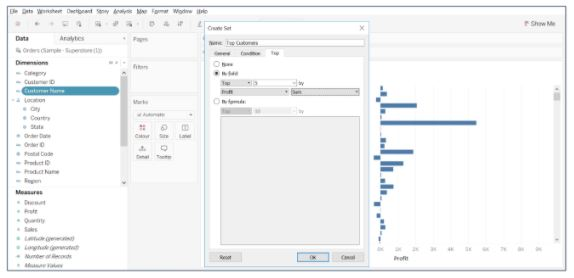 File Data Worksheet Dashboard Story Analysis Map Format Window Help
Show Me
Data Analytics
Orders (Sample - Superstore (1))
Dimensions
Category
Customer ID
Customer Name
Location
City
Country
State
Order Date
Order ID
Postal Code
Product ID
Product Name
Region
Measures
Discount
Profit
Quantity
Sales
Latitude (generated)
Longitude (generated)
Number of Records
Measure Values
Pages
Filters
Marks
Automatic
Colour Size Label
Detail Tooltip
Create Set
Name: Top Customers
General Condition Top
None
By field:
Top 5 by
Profit Sum
By formula:
Top 10 by
Reset OK Cancel
0K 1K 2K 3K 4K 5K 6K 7K 8K 9K
Profit